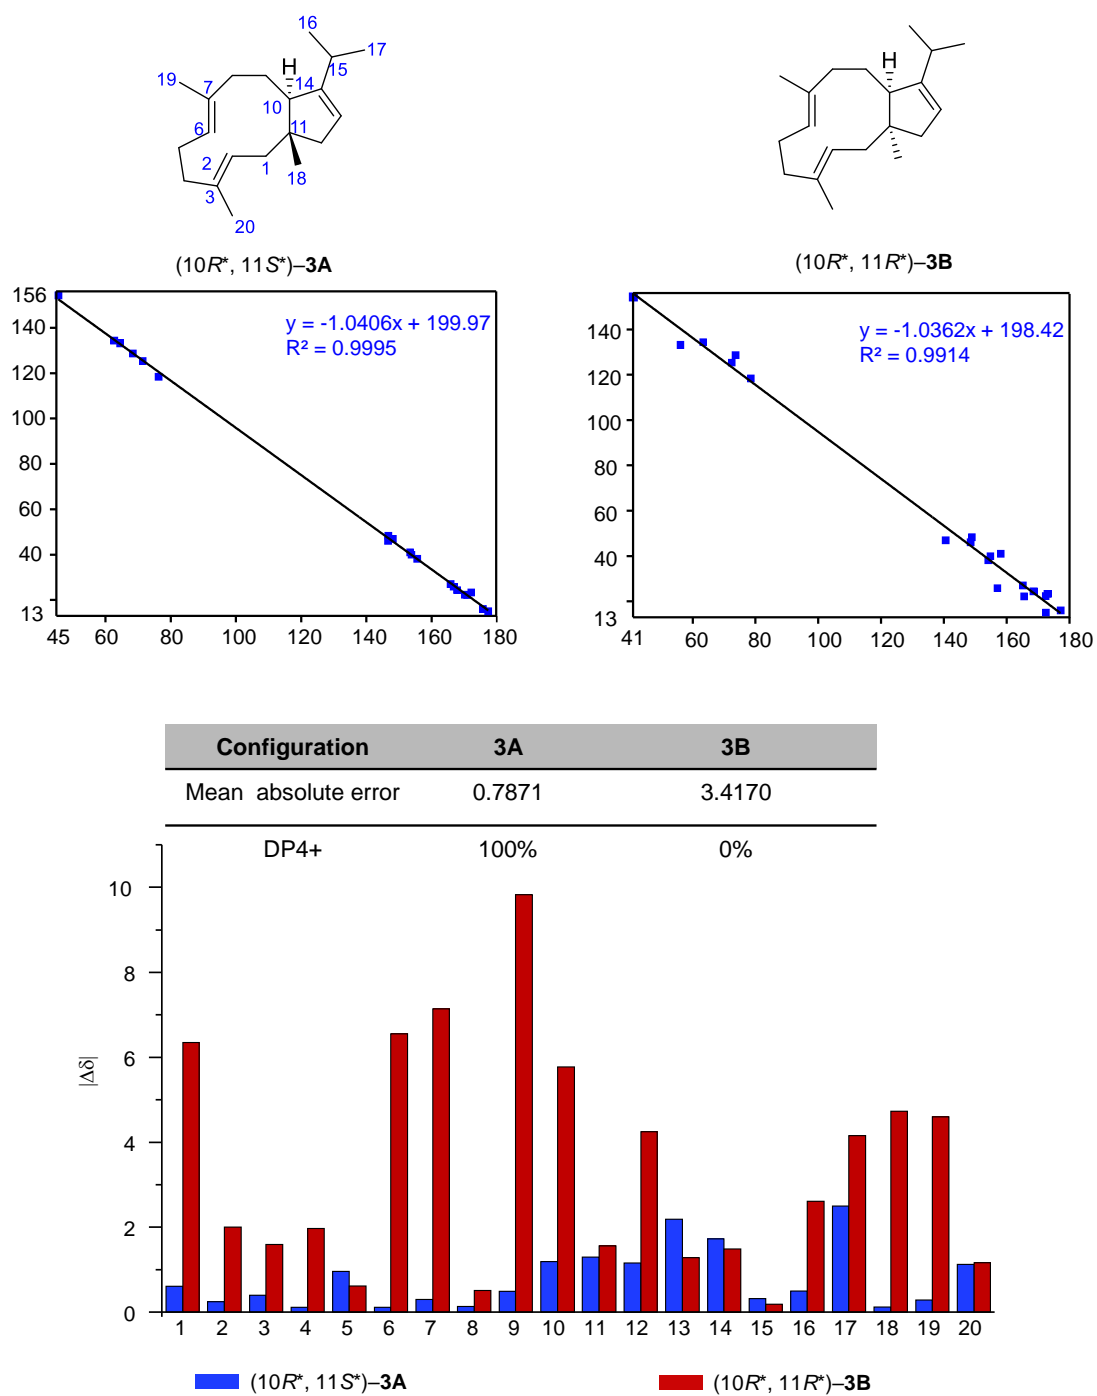 16
17
H
19
7
14
15
10
6
11
2
1
18
3
20
H
(10R*, 11S*)–3A
(10R*, 11R*)–3B
156
140
120
100
80
60
40
13
45 60 80 100 120 140 160 180
y = -1.0406x + 199.97
R² = 0.9995
140
120
100
80
60
40
13
41 60 80 100 120 140 160 180
y = -1.0362x + 198.42
R² = 0.9914
Configuration 3A 3B
Mean absolute error 0.7871 3.4170
DP4+ 100% 0%
10
8
6
4
2
0
|Δδ|
1 2 3 4 5 6 7 8 9 10 11 12 13 14 15 16 17 18 19 20
(10R*, 11S*)–3A
(10R*, 11R*)–3B